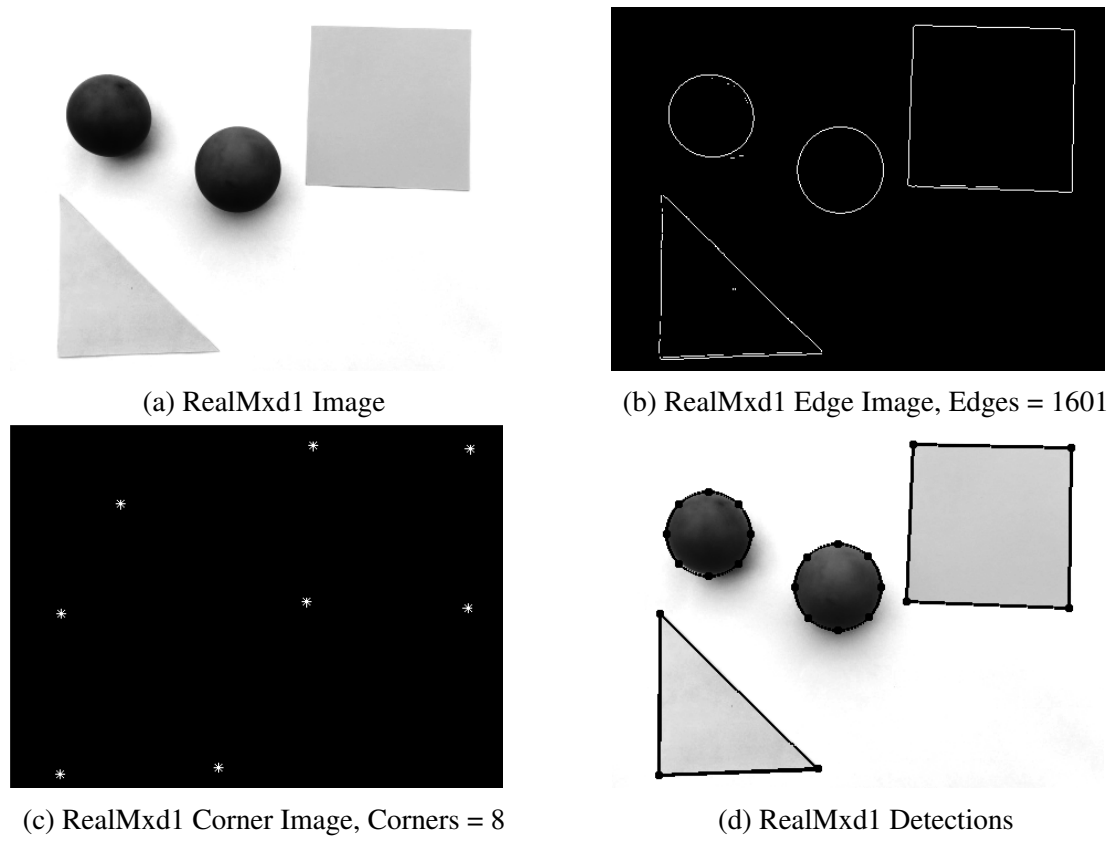 (a) RealMxd1 Image
(b) RealMxd1 Edge Image, Edges = 1601
(c) RealMxd1 Corner Image, Corners = 8
(d) RealMxd1 Detections